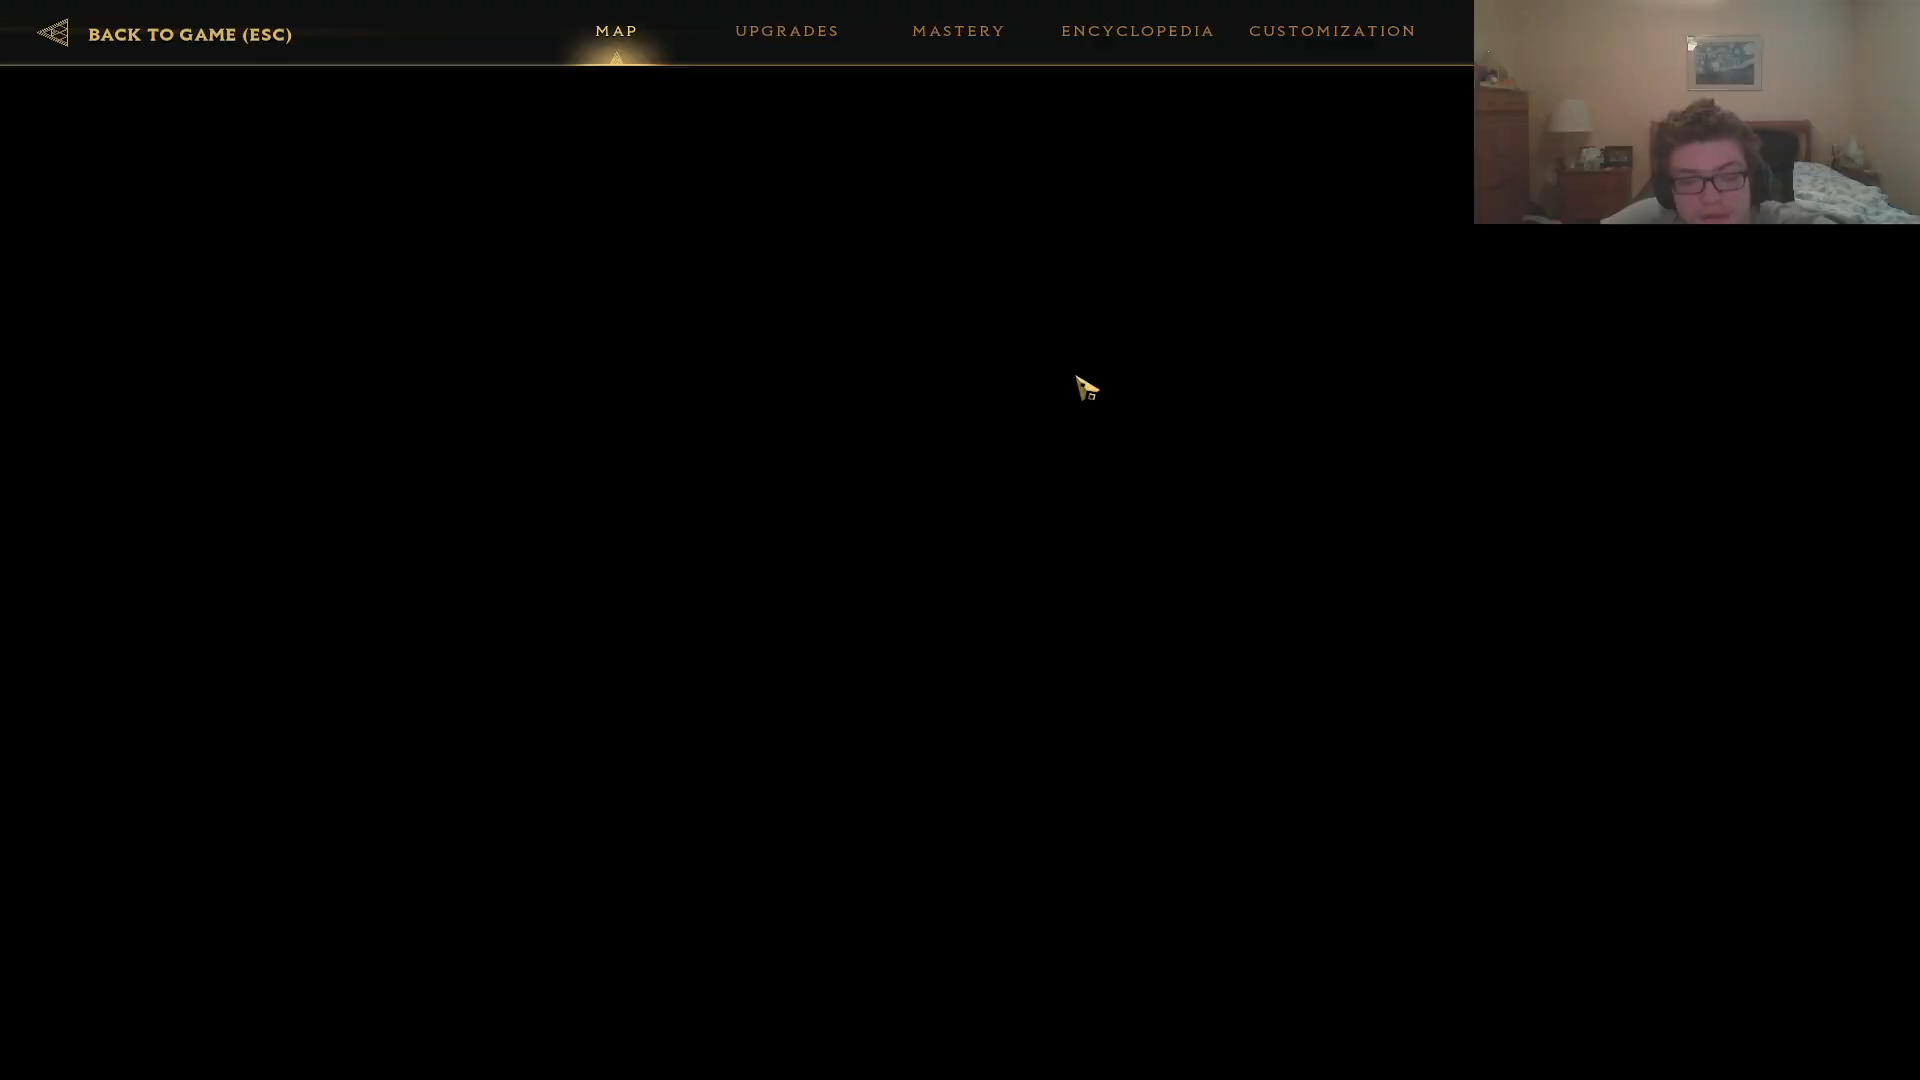 BACK TO GAME (ESC)
MAP
UPGRADES
MASTERY
ENCYCLOPEDIA
CUSTOMIZATION